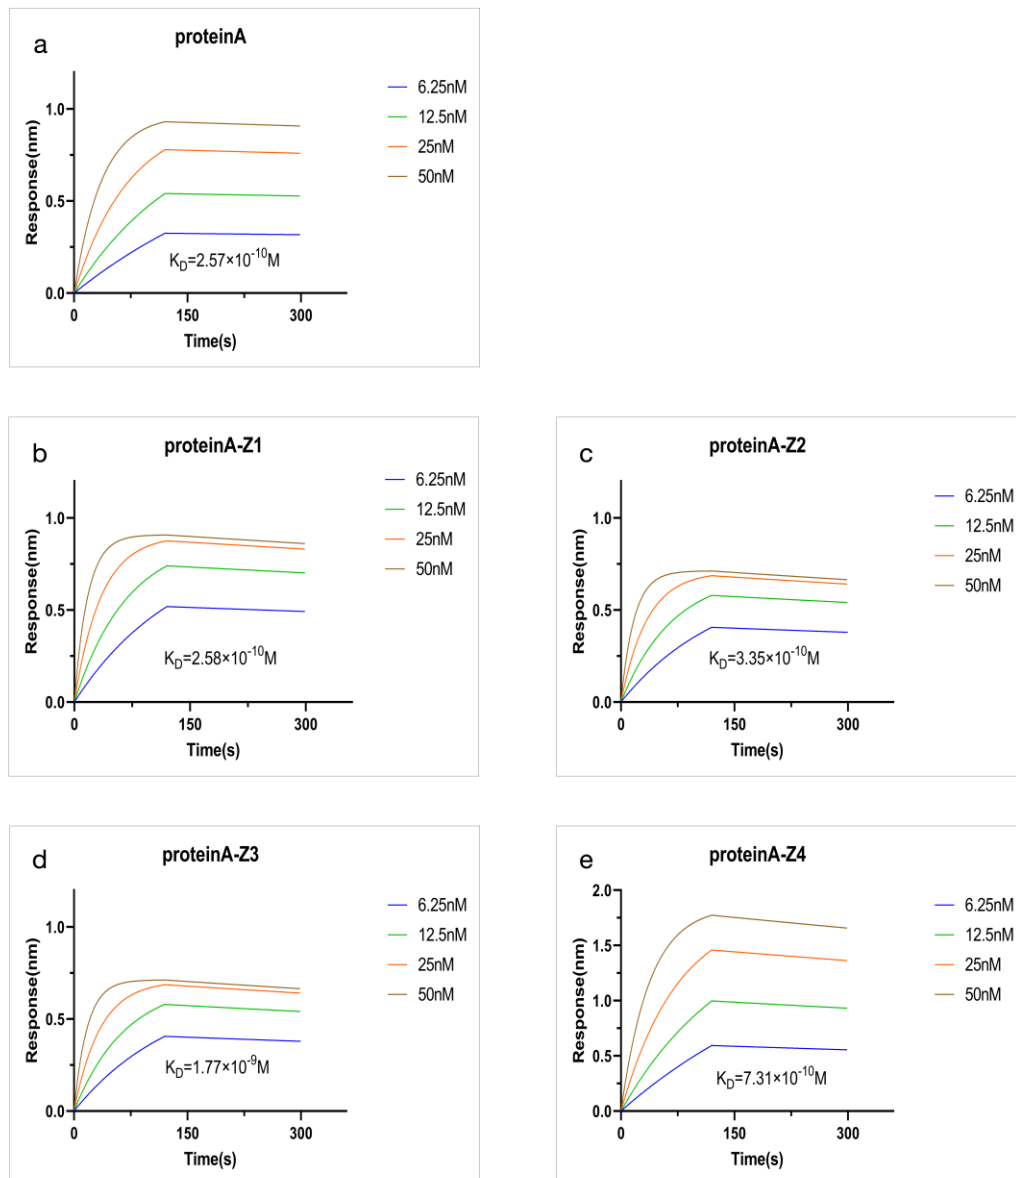 a
proteinA
6.25nM
12.5nM
25nM
50nM
Response(nm)
1.0
0.5
0.0
K_D=2.57×10⁻¹⁰M
0
150
300
Time(s)
b
proteinA-Z1
6.25nM
12.5nM
25nM
50nM
Response(nm)
1.0
0.5
0.0
K_D=2.58×10⁻¹⁰M
0
150
300
Time(s)
c
proteinA-Z2
6.25nM
12.5nM
25nM
50nM
Response(nm)
1.0
0.5
0.0
K_D=3.35×10⁻¹⁰M
0
150
300
Time(s)
d
proteinA-Z3
6.25nM
12.5nM
25nM
50nM
Response(nm)
1.0
0.5
0.0
K_D=1.77×10⁻⁹M
0
150
300
Time(s)
e
proteinA-Z4
6.25nM
12.5nM
25nM
50nM
Response(nm)
2.0
1.5
1.0
0.5
0.0
K_D=7.31×10⁻¹⁰M
0
150
300
Time(s)